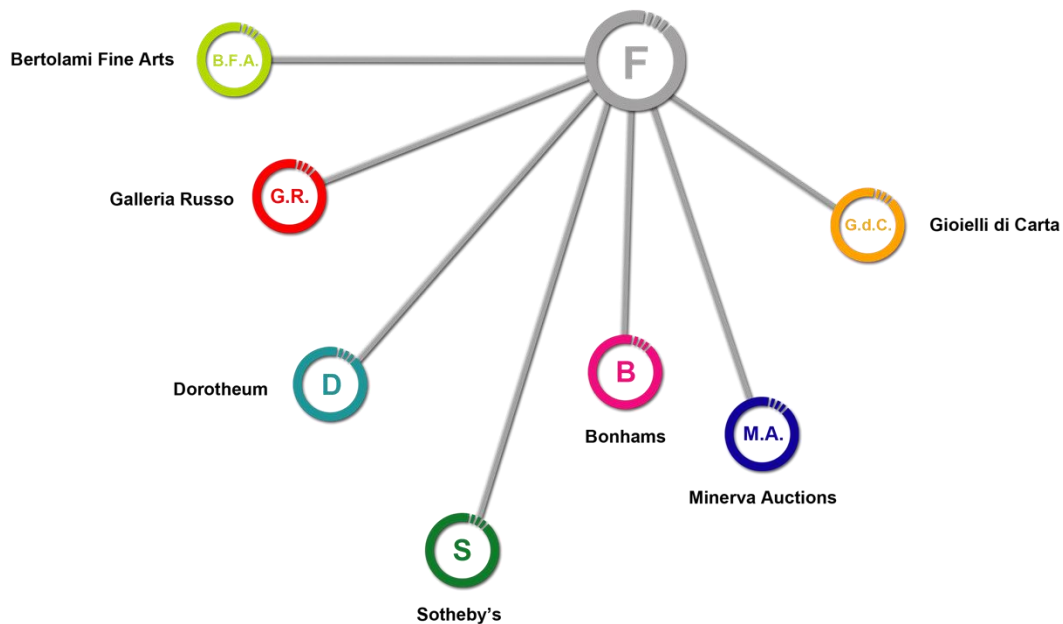 F
Bertolami Fine Arts
B.F.A.
Galleria Russo
G.R.
G.d.C.
Gioielli di Carta
Dorotheum
D
B
Bonhams
M.A.
Minerva Auctions
S
Sotheby’s